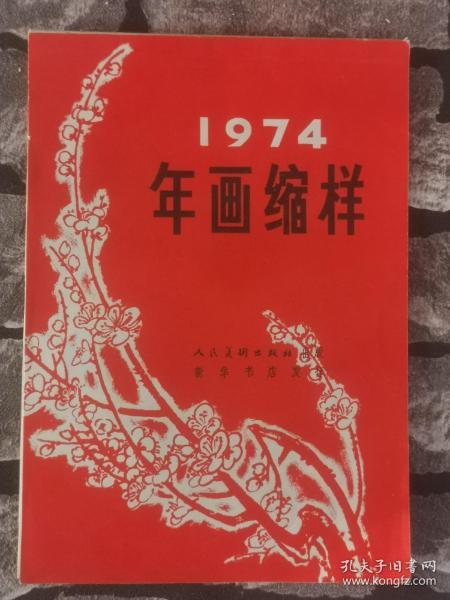 1974
年画缩样
人民美术出版社出版
新华书店发行
孔夫子旧书网
www.kongfz.com